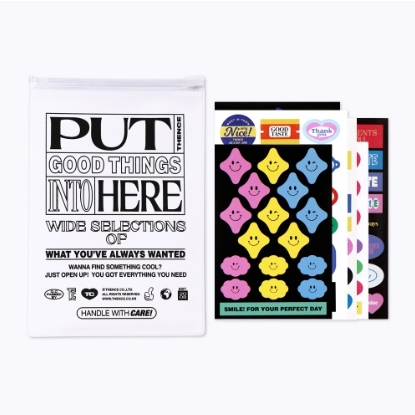 PUT
THENCE
GOOD THINGS
INTO HERE
WIDE SELECTIONS
OF
WHAT YOU'VE ALWAYS WANTED
WANNA FIND SOMETHING COOL?
JUST OPEN UP! YOU GOT EVERYTHING YOU NEED
©THENCE CO.,LTD
ALL RIGHTS RESERVED.
WWW.THENCE.CO.KR
HANDLE WITH CARE!
Nice!
GOOD
TASTE
Thank
you
SMILE! FOR YOUR PERFECT DAY